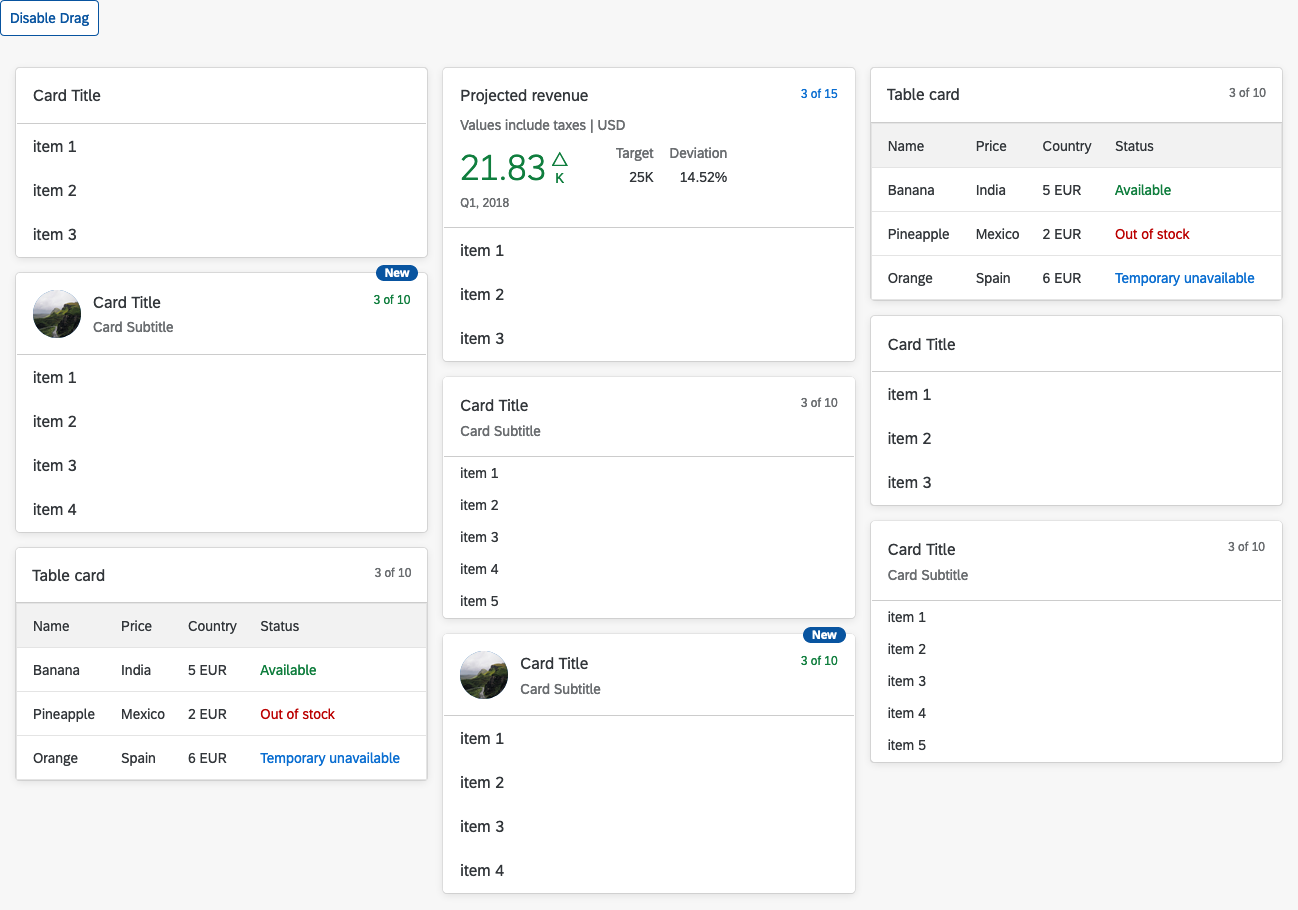 Disable Drag
Card Title
item 1
item 2
item 3
New
Card Title
3 of 10
Card Subtitle
item 1
item 2
item 3
item 4
Table card
3 of 10
Name Price Country Status
Banana India 5 EUR Available
Pineapple Mexico 2 EUR Out of stock
Orange Spain 6 EUR Temporary unavailable
Projected revenue
3 of 15
Values include taxes | USD
21.83 K
Target Deviation
25K 14.52%
Q1, 2018
item 1
item 2
item 3
Card Title
3 of 10
Card Subtitle
item 1
item 2
item 3
item 4
item 5
New
Card Title
3 of 10
Card Subtitle
item 1
item 2
item 3
item 4
Table card
3 of 10
Name Price Country Status
Banana India 5 EUR Available
Pineapple Mexico 2 EUR Out of stock
Orange Spain 6 EUR Temporary unavailable
Card Title
item 1
item 2
item 3
Card Title
3 of 10
Card Subtitle
item 1
item 2
item 3
item 4
item 5